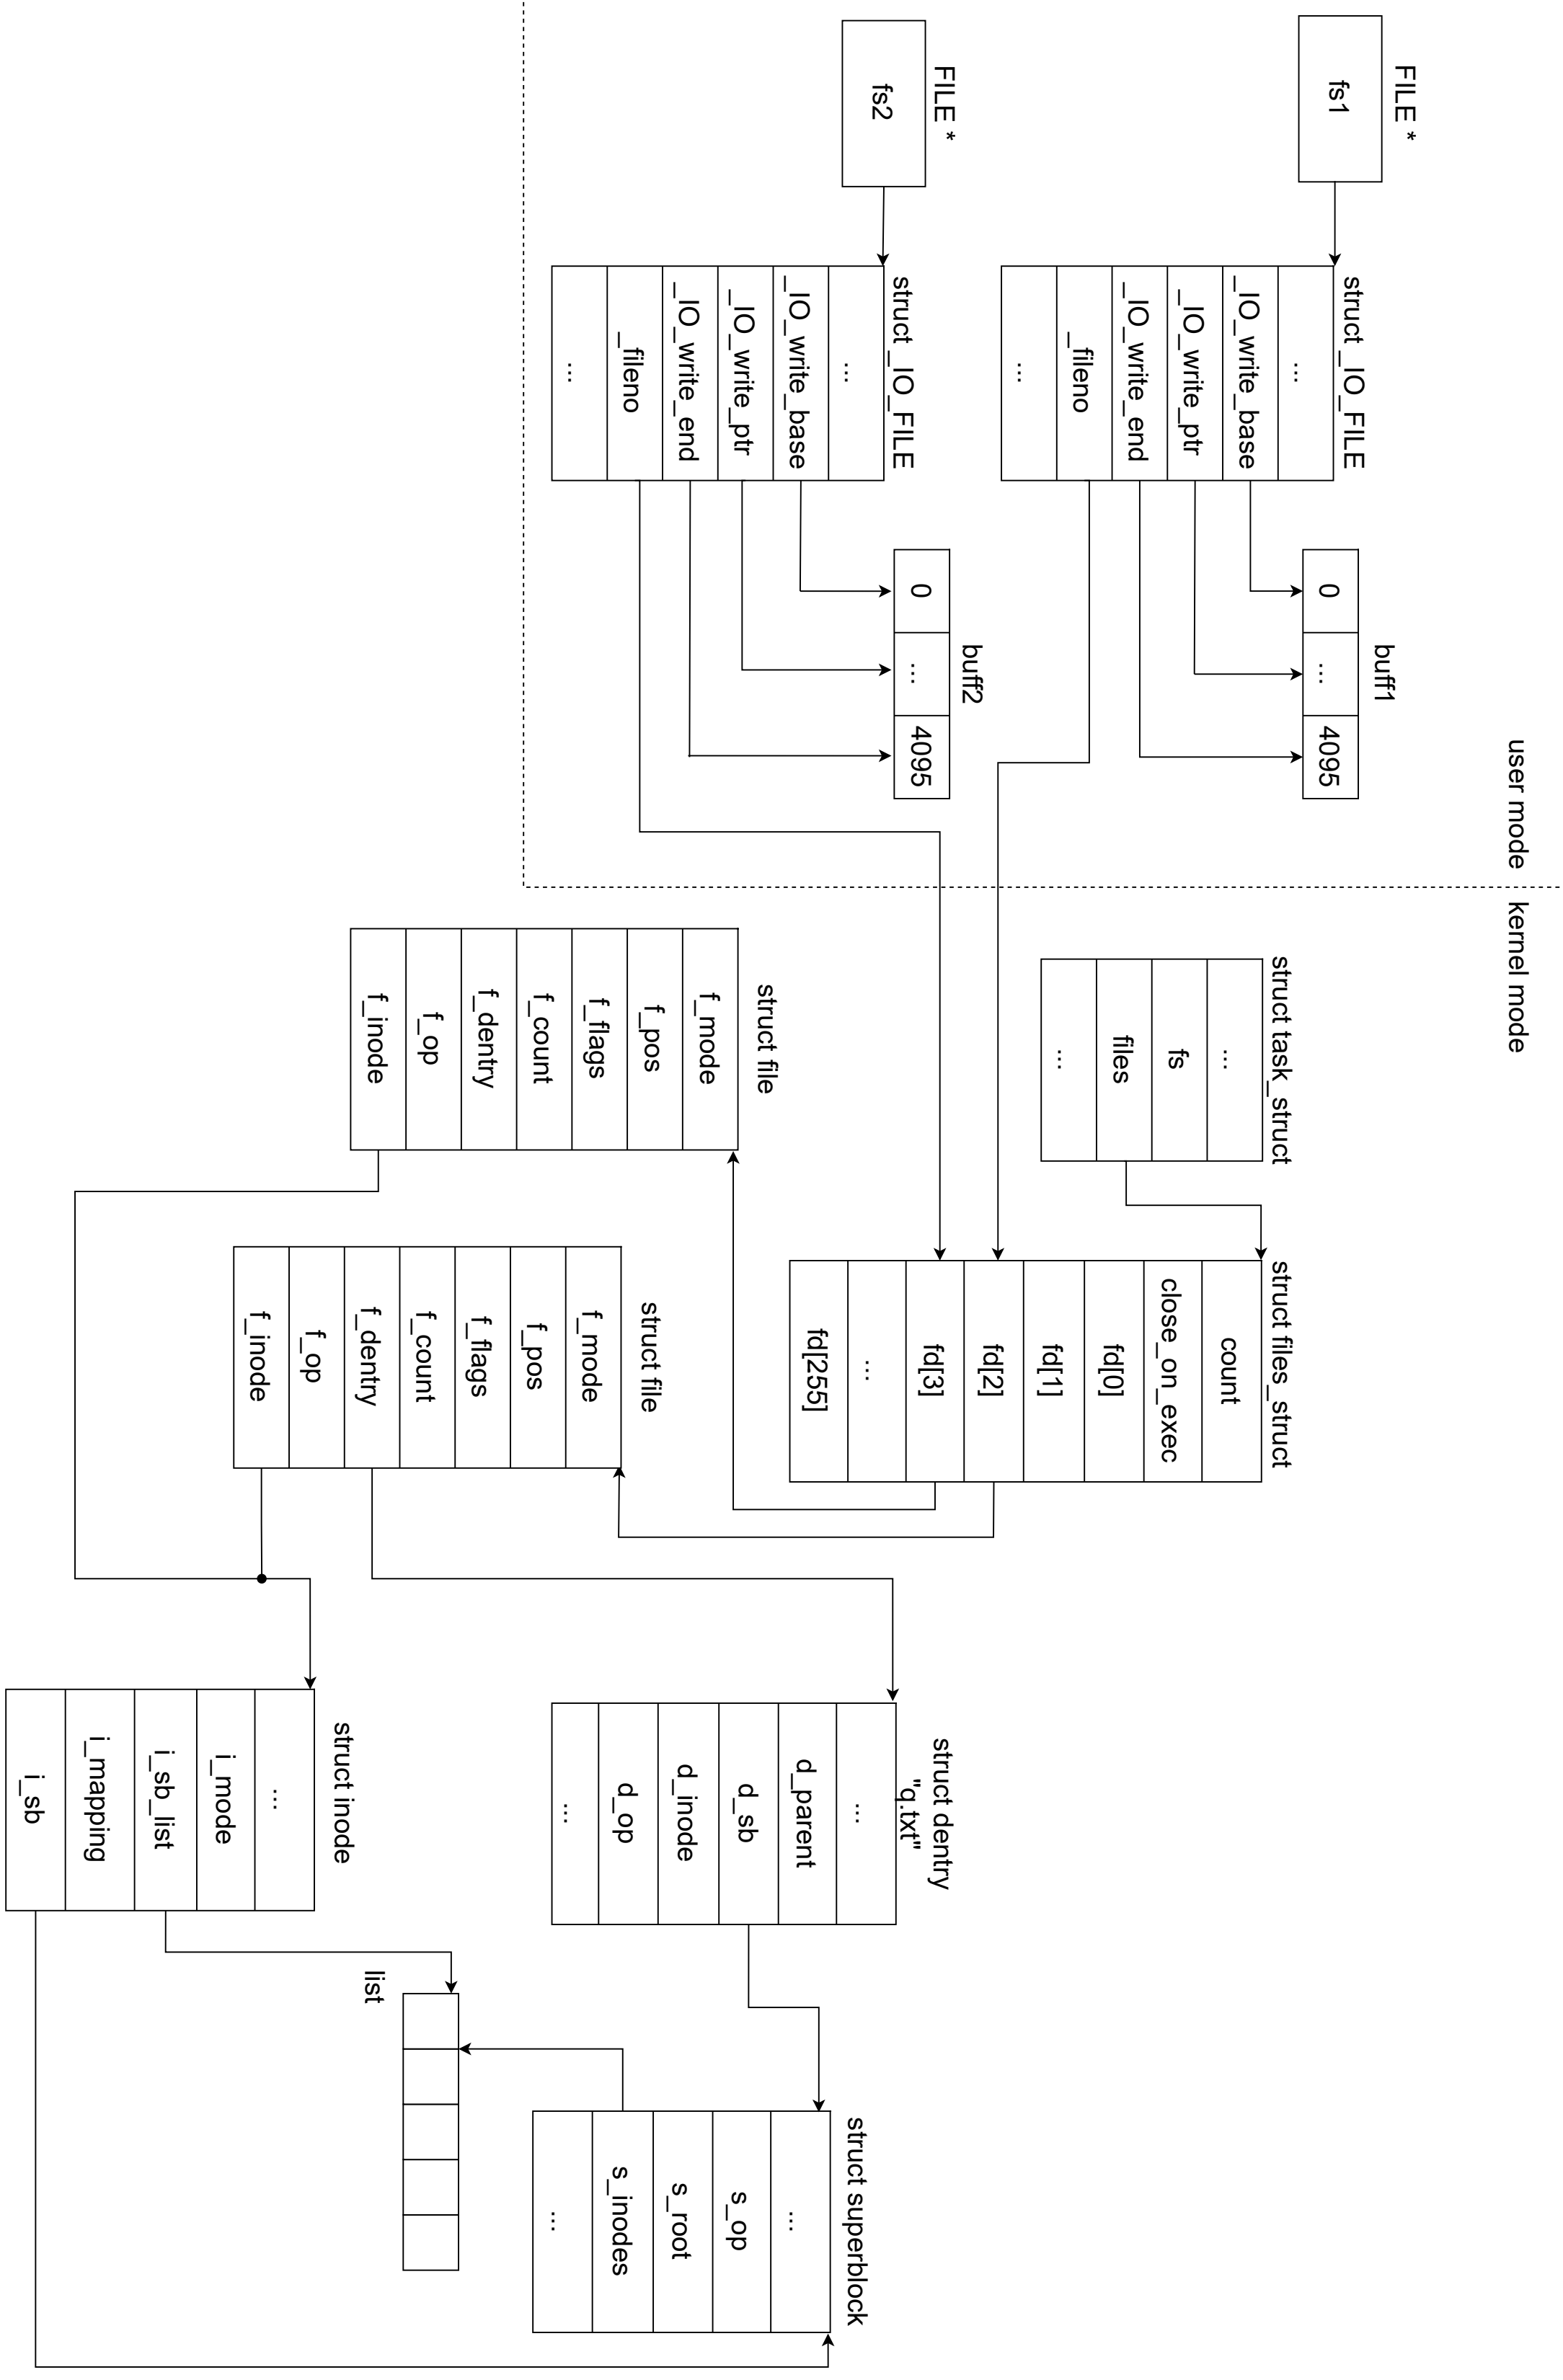 user mode
kernel mode
FILE *
fs1
struct _IO_FILE
...
_IO_write_base
_IO_write_ptr
_IO_write_end
_fileno
...
buff1
0
...
4095
FILE *
fs2
struct _IO_FILE
...
_IO_write_base
_IO_write_ptr
_IO_write_end
_fileno
...
buff2
0
...
4095
struct task_struct
...
fs
files
...
struct files_struct
count
close_on_exec
fd[0]
fd[1]
fd[2]
fd[3]
...
fd[255]
struct file
f_mode
f_pos
f_flags
f_count
f_dentry
f_op
f_inode
struct file
f_mode
f_pos
f_flags
f_count
f_dentry
f_op
f_inode
struct dentry
"q.txt"
...
d_parent
d_sb
d_inode
d_op
...
struct superblock
...
s_op
s_root
s_inodes
...
list
struct inode
...
i_mode
i_sb_list
i_mapping
i_sb